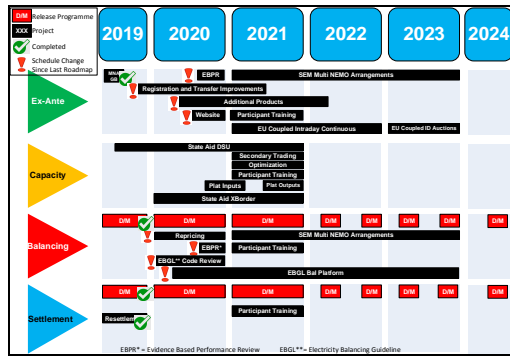 D/M Release Programme
XXX Project
Completed
Schedule Change
Since Last Roadmap
2019 2020 2021 2022 2023 2024
Ex-Ante
EBPR SEM Multi NEMO Arrangements
Registration and Transfer Improvements
Additional Products
Website Participant Training
EU Coupled Intraday Continuous EU Coupled ID Auctions
Capacity
State Aid DSU
Secondary Trading
Optimization
Participant Training
Plat Inputs Plat Outputs
State Aid XBorder
Balancing
D/M D/M D/M D/M D/M D/M D/M D/M
Repricing SEM Multi NEMO Arrangements
EBPR* Participant Training
EBGL** Code Review
EBGL Bal Platform
Settlement
D/M D/M D/M D/M D/M D/M D/M D/M
Participant Training
EBPR* = Evidence Based Performance Review EBGL**= Electricity Balancing Guideline